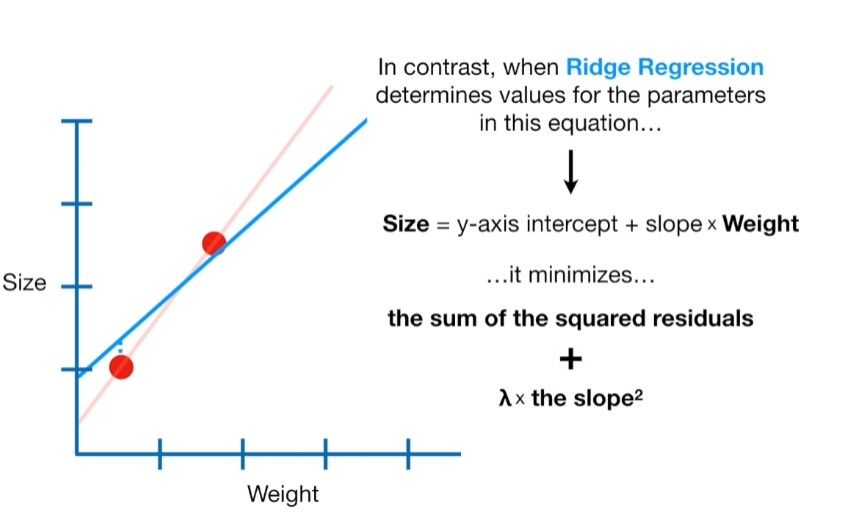 In contrast, when Ridge Regression
determines values for the parameters
in this equation...
Size = y-axis intercept + slope x Weight
...it minimizes...
the sum of the squared residuals
+
λ x the slope²
Size
Weight